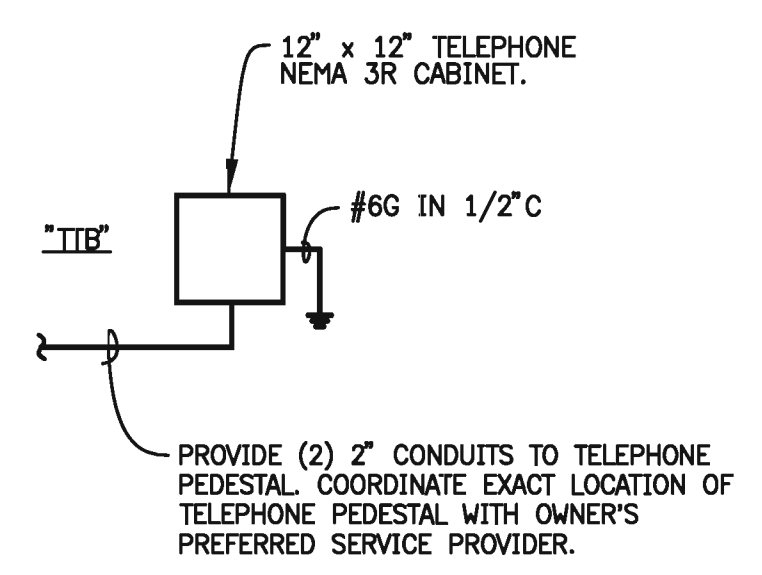 12" x 12" TELEPHONE
NEMA 3R CABINET.
#6G IN 1/2"C
"TTB"
PROVIDE (2) 2" CONDUITS TO TELEPHONE
PEDESTAL. COORDINATE EXACT LOCATION OF
TELEPHONE PEDESTAL WITH OWNER'S
PREFERRED SERVICE PROVIDER.